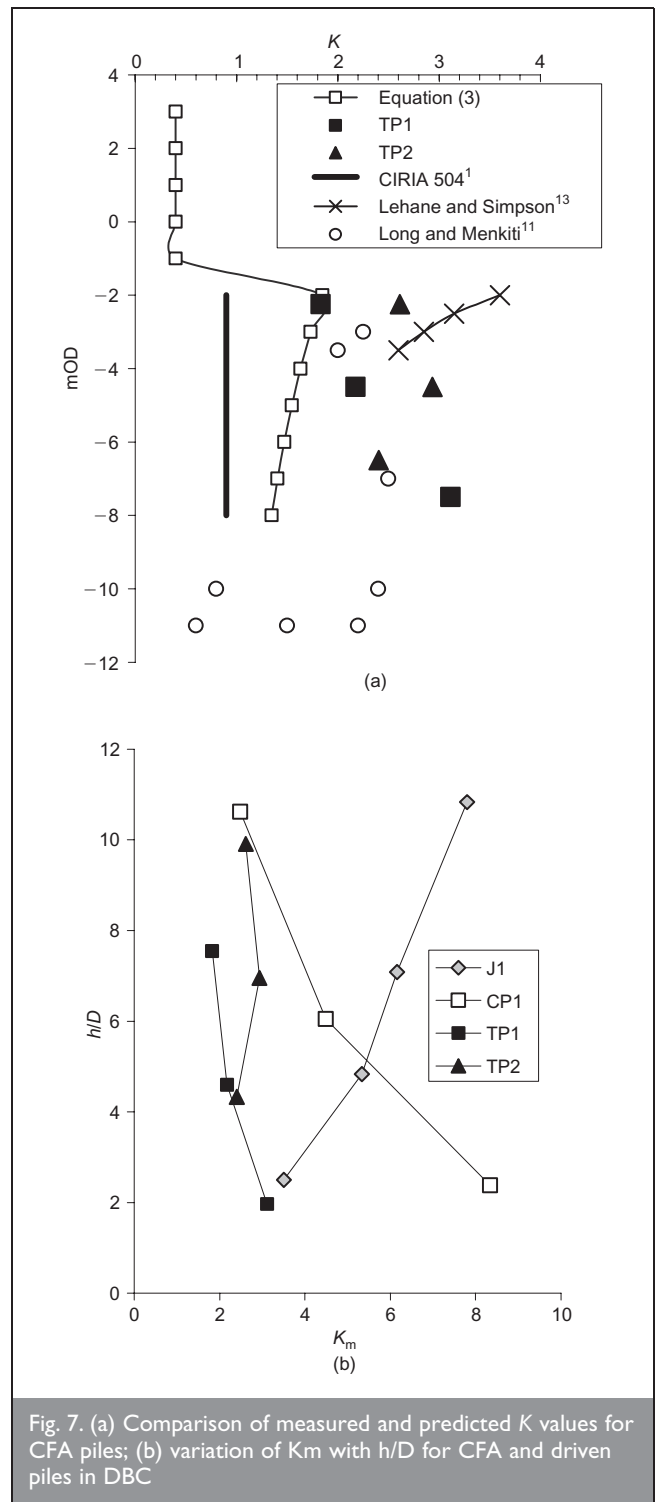 K
0 1 2 3 4
4
2
0
−2
−4
−6
−8
−10
−12
mOD
Equation (3)
TP1
TP2
CIRIA 504¹
Lehane and Simpson¹³
Long and Menkiti¹¹
(a)
12
10
8
6
4
2
0
h/D
J1
CP1
TP1
TP2
0 2 4 6 8 10
Kₘ
(b)
Fig. 7. (a) Comparison of measured and predicted K values for
CFA piles; (b) variation of Km with h/D for CFA and driven
piles in DBC